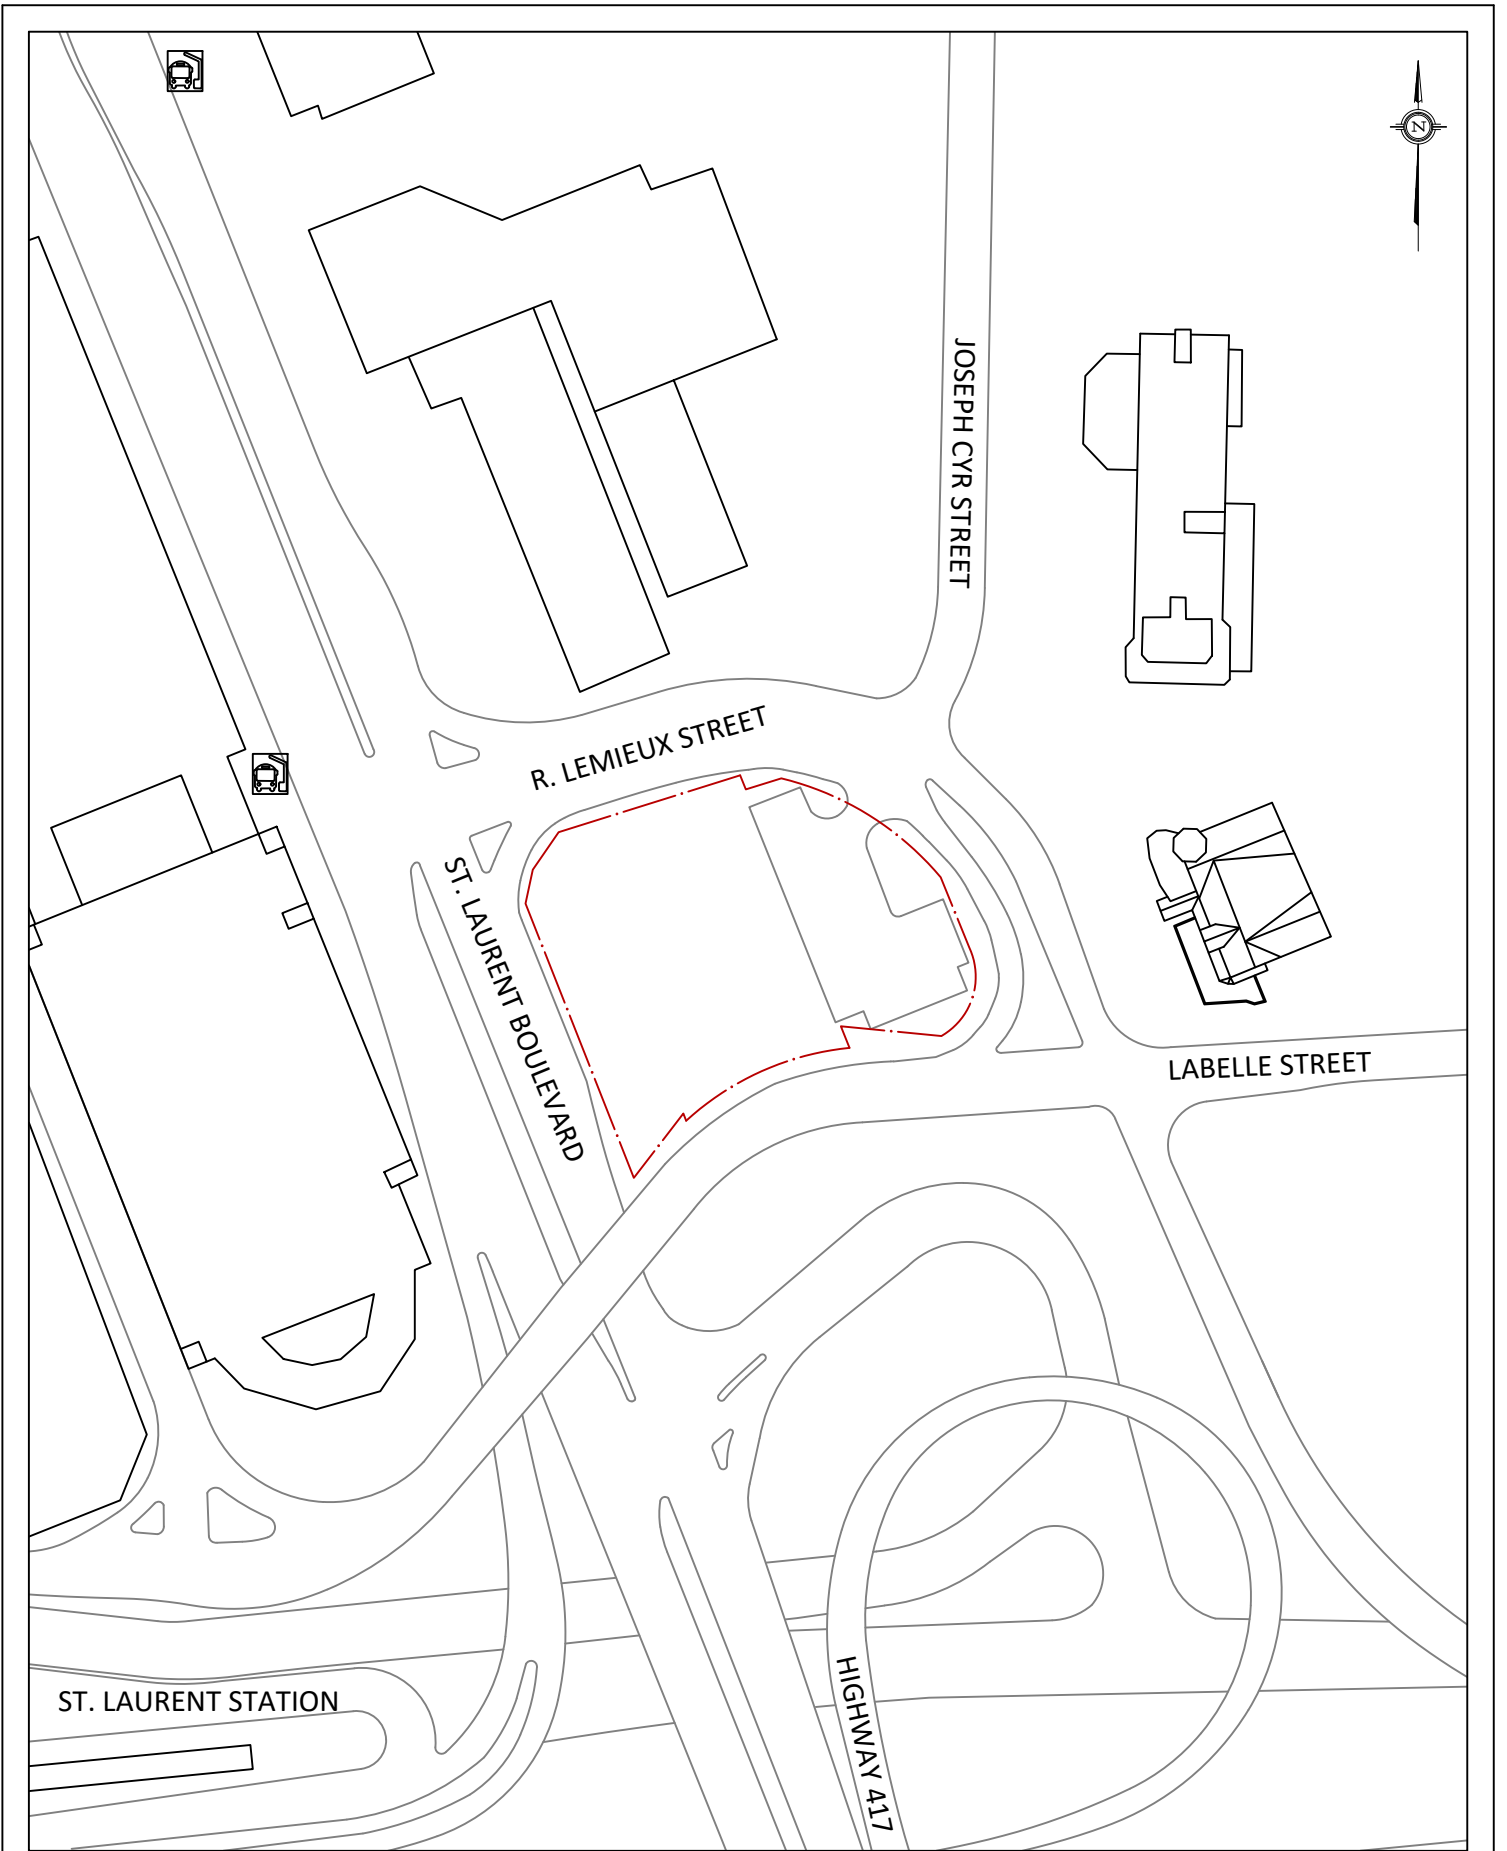 N
JOSEPH CYR STREET
R. LEMIEUX STREET
ST. LAURENT BOULEVARD
LABELLE STREET
HIGHWAY 417
ST. LAURENT STATION